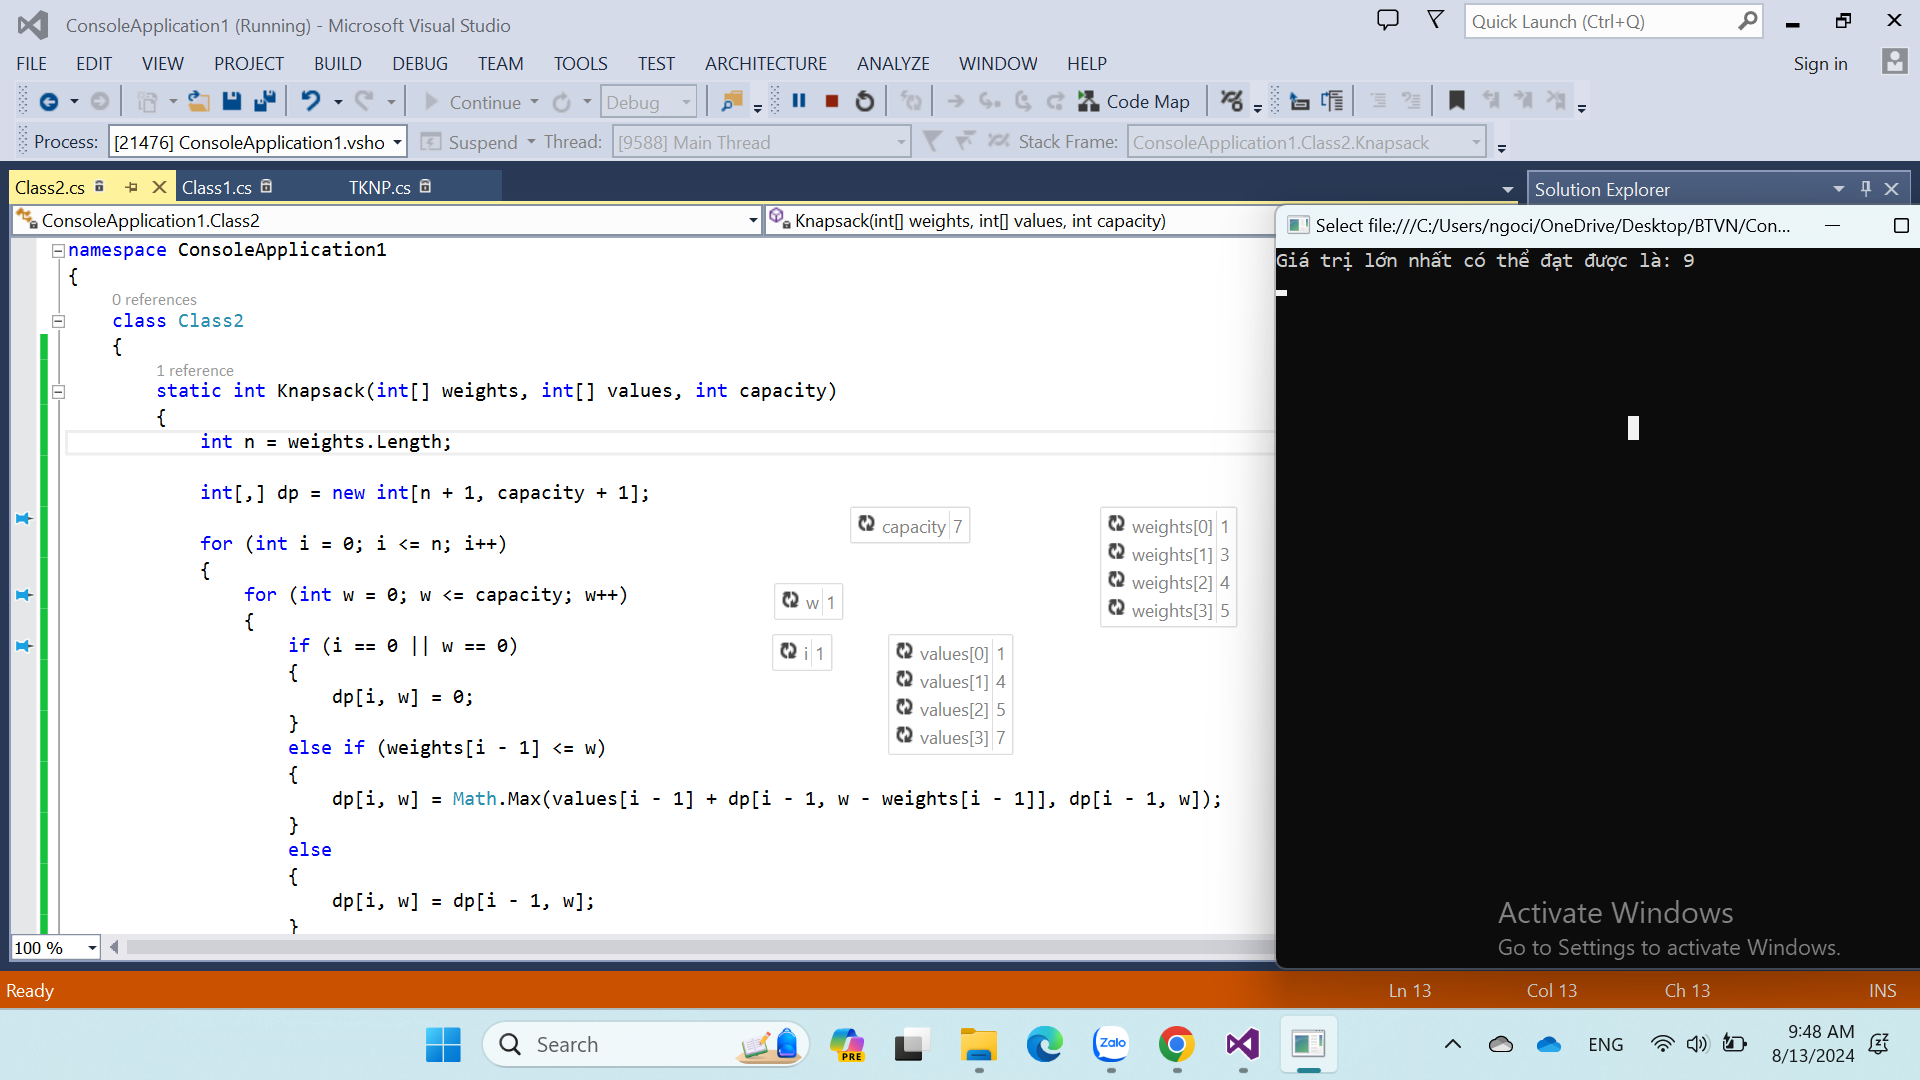 ConsoleApplication1 (Running) - Microsoft Visual Studio
Quick Launch (Ctrl+Q)
FILE EDIT VIEW PROJECT BUILD DEBUG TEAM TOOLS TEST ARCHITECTURE ANALYZE WINDOW HELP
Sign in
Continue Debug Code Map
Process: [21476] ConsoleApplication1.vsho Suspend Thread: [9588] Main Thread Stack Frame: ConsoleApplication1.Class2.Knapsack
Class2.cs Class1.cs TKNP.cs
Solution Explorer
ConsoleApplication1.Class2
Knapsack(int[] weights, int[] values, int capacity)
namespace ConsoleApplication1
{
0 references
class Class2
{
1 reference
static int Knapsack(int[] weights, int[] values, int capacity)
{
int n = weights.Length;
int[,] dp = new int[n + 1, capacity + 1];
for (int i = 0; i <= n; i++)
{
for (int w = 0; w <= capacity; w++)
{
if (i == 0 || w == 0)
{
dp[i, w] = 0;
}
else if (weights[i - 1] <= w)
{
dp[i, w] = Math.Max(values[i - 1] + dp[i - 1, w - weights[i - 1]], dp[i - 1, w]);
}
else
{
dp[i, w] = dp[i - 1, w];
}
capacity 7
weights[0] 1
weights[1] 3
weights[2] 4
weights[3] 5
w 1
i 1
values[0] 1
values[1] 4
values[2] 5
values[3] 7
100 %
Select file:///C:/Users/ngoci/OneDrive/Desktop/BTVN/Con...
Giá trị lớn nhất có thể đạt được là: 9
Activate Windows
Go to Settings to activate Windows.
Ready
Ln 13 Col 13 Ch 13 INS
Search
PRE
Zalo
ENG
9:48 AM
8/13/2024